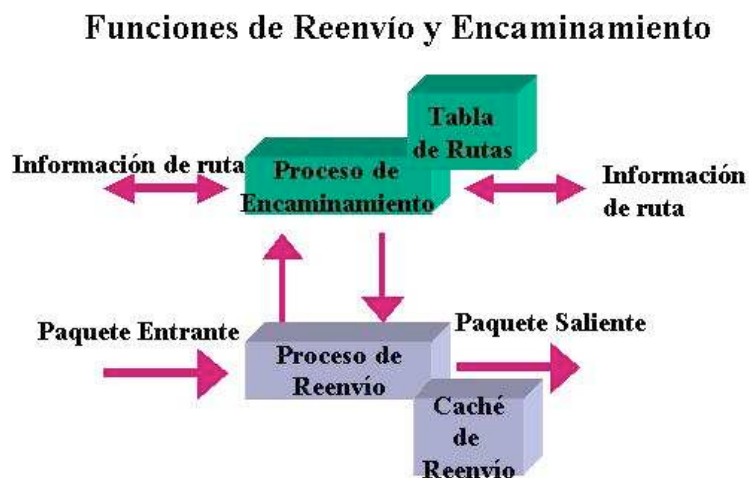 Funciones de Reenvío y Encaminamiento
Tabla
de Rutas
Información de ruta
Proceso de
Encaminamiento
Información
de ruta
Paquete Entrante
Paquete Saliente
Proceso de
Reenvío
Caché
de
Reenvío